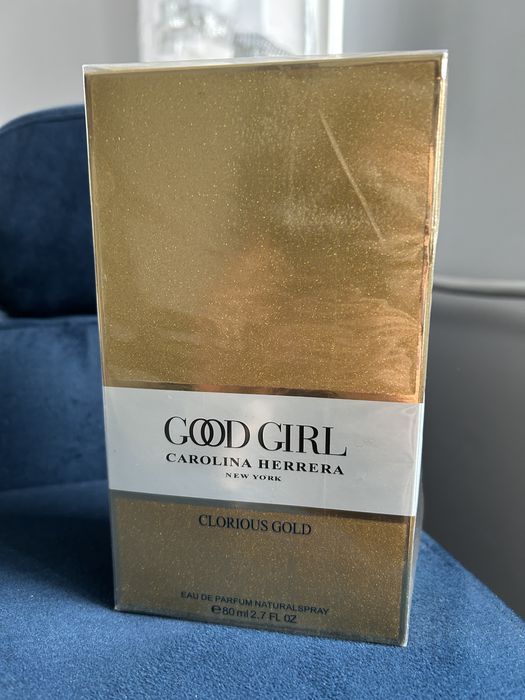 GOOD GIRL
CAROLINA HERRERA
NEW YORK
CLORIOUS GOLD
EAU DE PARFUM NATURALSPRAY
℮80 ml 2.7 FL OZ